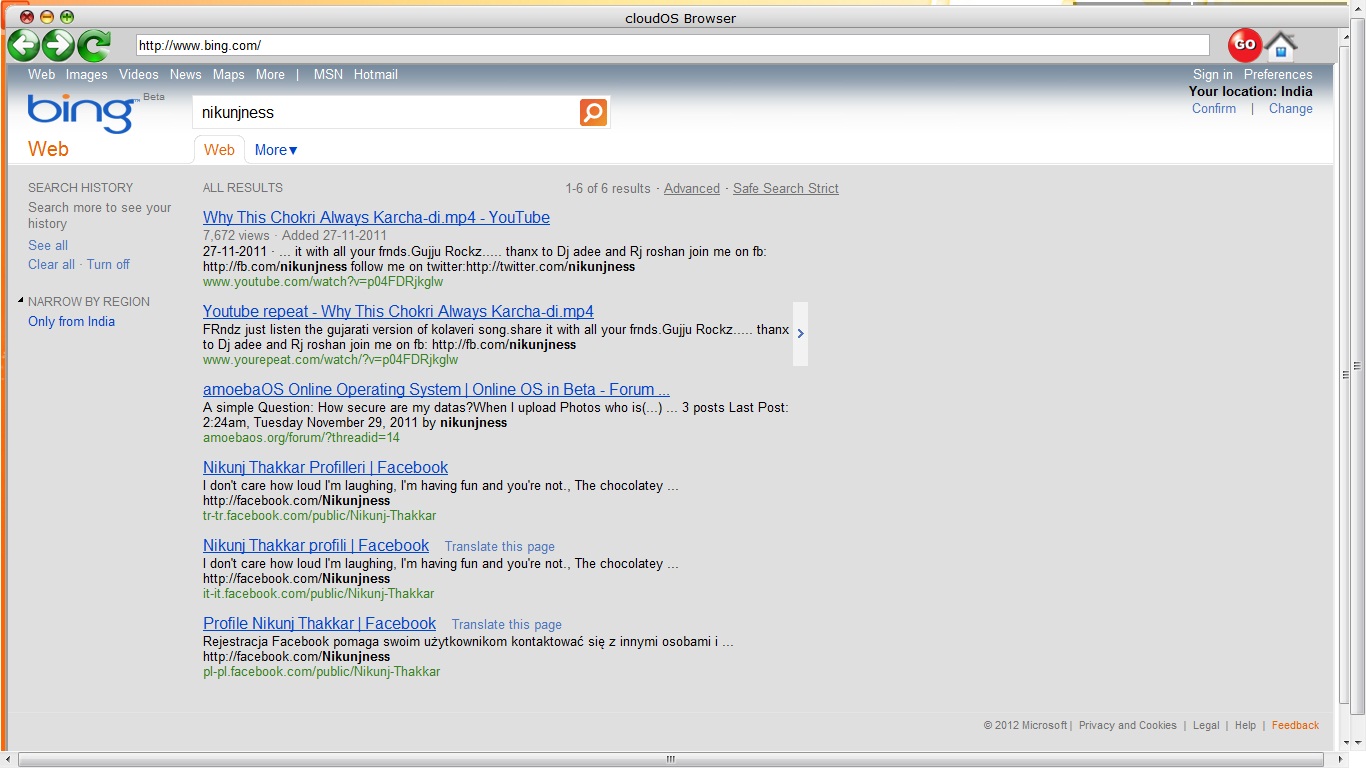 cloudOS Browser
http://www.bing.com/
GO
Web Images Videos News Maps More | MSN Hotmail
Sign in Preferences
Your location: India
Confirm | Change
bing™ Beta
nikunjness
Web
Web More▼
SEARCH HISTORY
Search more to see your
history
See all
Clear all · Turn off
NARROW BY REGION
Only from India
ALL RESULTS
1-6 of 6 results · Advanced · Safe Search Strict
Why This Chokri Always Karcha-di.mp4 - YouTube
7,672 views · Added 27-11-2011
27-11-2011 · ... it with all your frnds.Gujju Rockz..... thanx to Dj adee and Rj roshan join me on fb:
http://fb.com/nikunjness follow me on twitter:http://twitter.com/nikunjness
www.youtube.com/watch?v=p04FDRjkglw
Youtube repeat - Why This Chokri Always Karcha-di.mp4
FRndz just listen the gujarati version of kolaveri song.share it with all your frnds.Gujju Rockz..... thanx
to Dj adee and Rj roshan join me on fb: http://fb.com/nikunjness
www.yourepeat.com/watch/?v=p04FDRjkglw
amoebaOS Online Operating System | Online OS in Beta - Forum ...
A simple Question: How secure are my datas?When I upload Photos who is(...) ... 3 posts Last Post:
2:24am, Tuesday November 29, 2011 by nikunjness
amoebaos.org/forum/?threadid=14
Nikunj Thakkar Profilleri | Facebook
I don't care how loud I'm laughing, I'm having fun and you're not., The chocolatey ...
http://facebook.com/Nikunjness
tr-tr.facebook.com/public/Nikunj-Thakkar
Nikunj Thakkar profili | Facebook Translate this page
I don't care how loud I'm laughing, I'm having fun and you're not., The chocolatey ...
http://facebook.com/Nikunjness
it-it.facebook.com/public/Nikunj-Thakkar
Profile Nikunj Thakkar | Facebook Translate this page
Rejestracja Facebook pomaga swoim użytkownikom kontaktować się z innymi osobami i ...
http://facebook.com/Nikunjness
pl-pl.facebook.com/public/Nikunj-Thakkar
© 2012 Microsoft | Privacy and Cookies | Legal | Help | Feedback